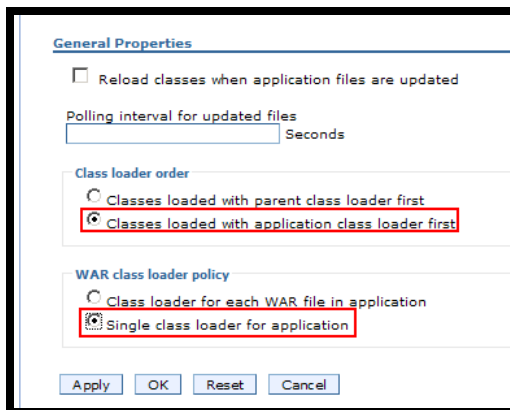 General Properties
Reload classes when application files are updated
Polling interval for updated files
Seconds
Class loader order
Classes loaded with parent class loader first
Classes loaded with application class loader first
WAR class loader policy
Class loader for each WAR file in application
Single class loader for application
Apply OK Reset Cancel